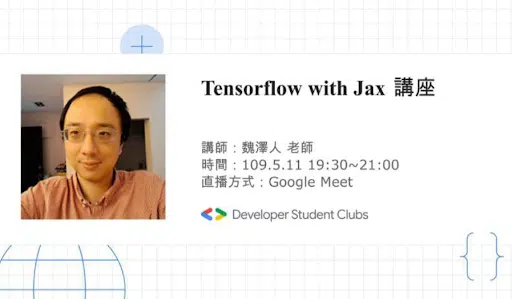 Tensorflow with Jax 講座
講師：魏澤人 老師
時間：109.5.11 19:30~21:00
直播方式：Google Meet
Developer Student Clubs